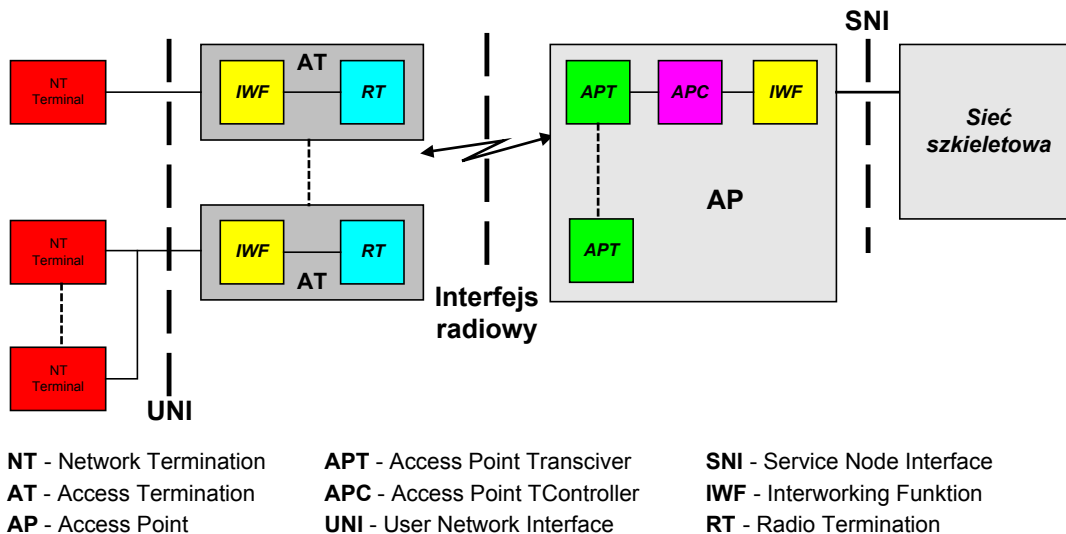 SNI
NT
Terminal
AT
IWF
RT
APT
APC
IWF
Sieć
szkieletowa
AP
NT
Terminal
IWF
RT
AT
APT
Interfejs
radiowy
NT
Terminal
UNI
NT - Network Termination
APT - Access Point Transciver
SNI - Service Node Interface
AT - Access Termination
APC - Access Point TController
IWF - Interworking Funktion
AP - Access Point
UNI - User Network Interface
RT - Radio Termination